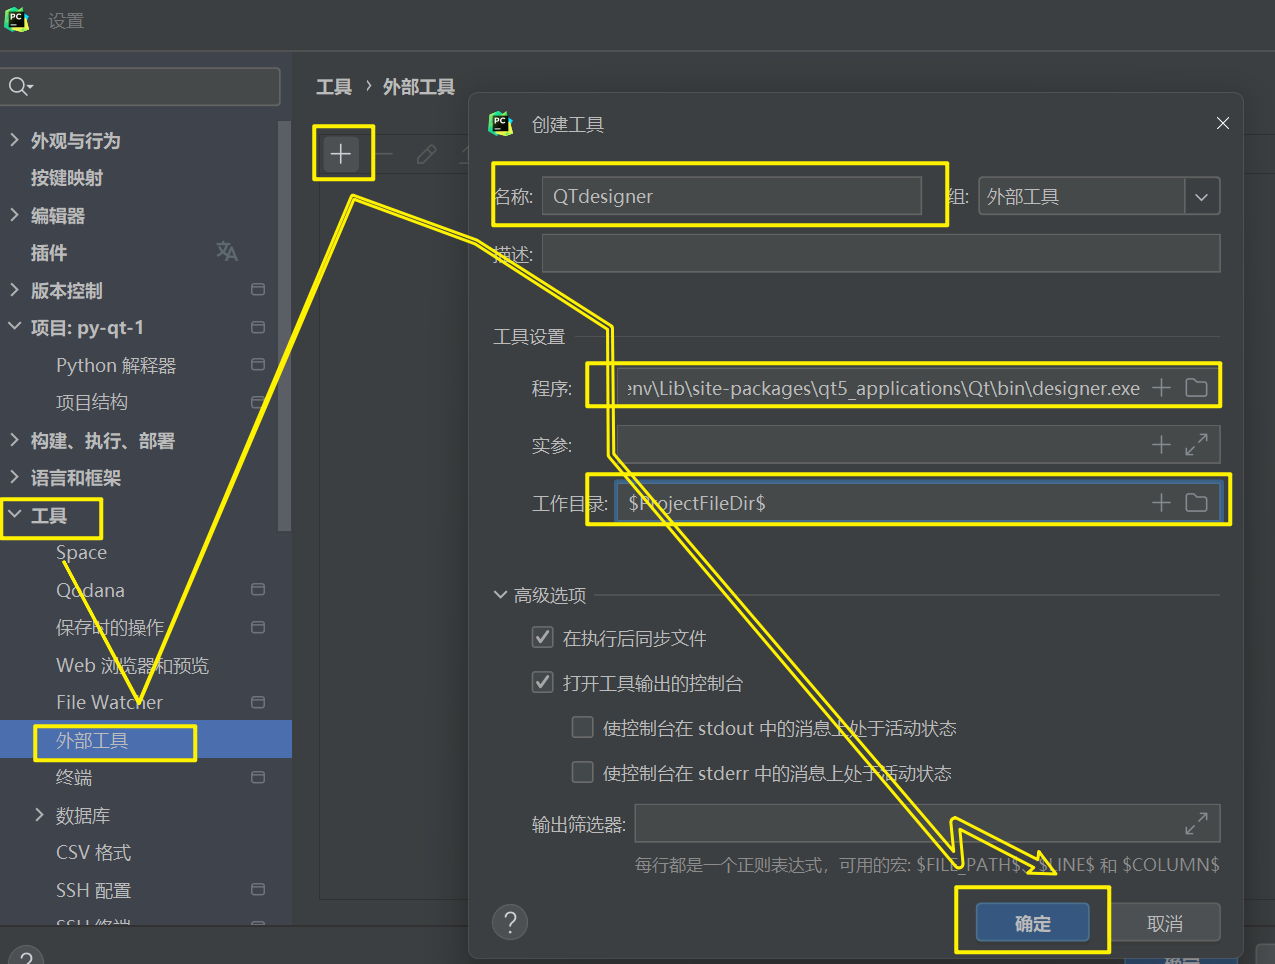 设置
外观与行为
按键映射
编辑器
插件
版本控制
项目: py-qt-1
Python 解释器
项目结构
构建、执行、部署
语言和框架
工具
Space
Qodana
保存时的操作
Web 浏览器和预览
File Watcher
外部工具
终端
数据库
CSV 格式
SSH 配置
SSH 终端
?
工具 › 外部工具
创建工具
名称: QTdesigner
组: 外部工具
描述:
工具设置
程序: env\Lib\site-packages\qt5_applications\Qt\bin\designer.exe
实参:
工作目录: $ProjectFileDir$
高级选项
在执行后同步文件
打开工具输出的控制台
使控制台在 stdout 中的消息上处于活动状态
使控制台在 stderr 中的消息上处于活动状态
输出筛选器:
每行都是一个正则表达式，可用的宏: $FILE_PATH$、$LINE$ 和 $COLUMN$
?
确定
取消
确定